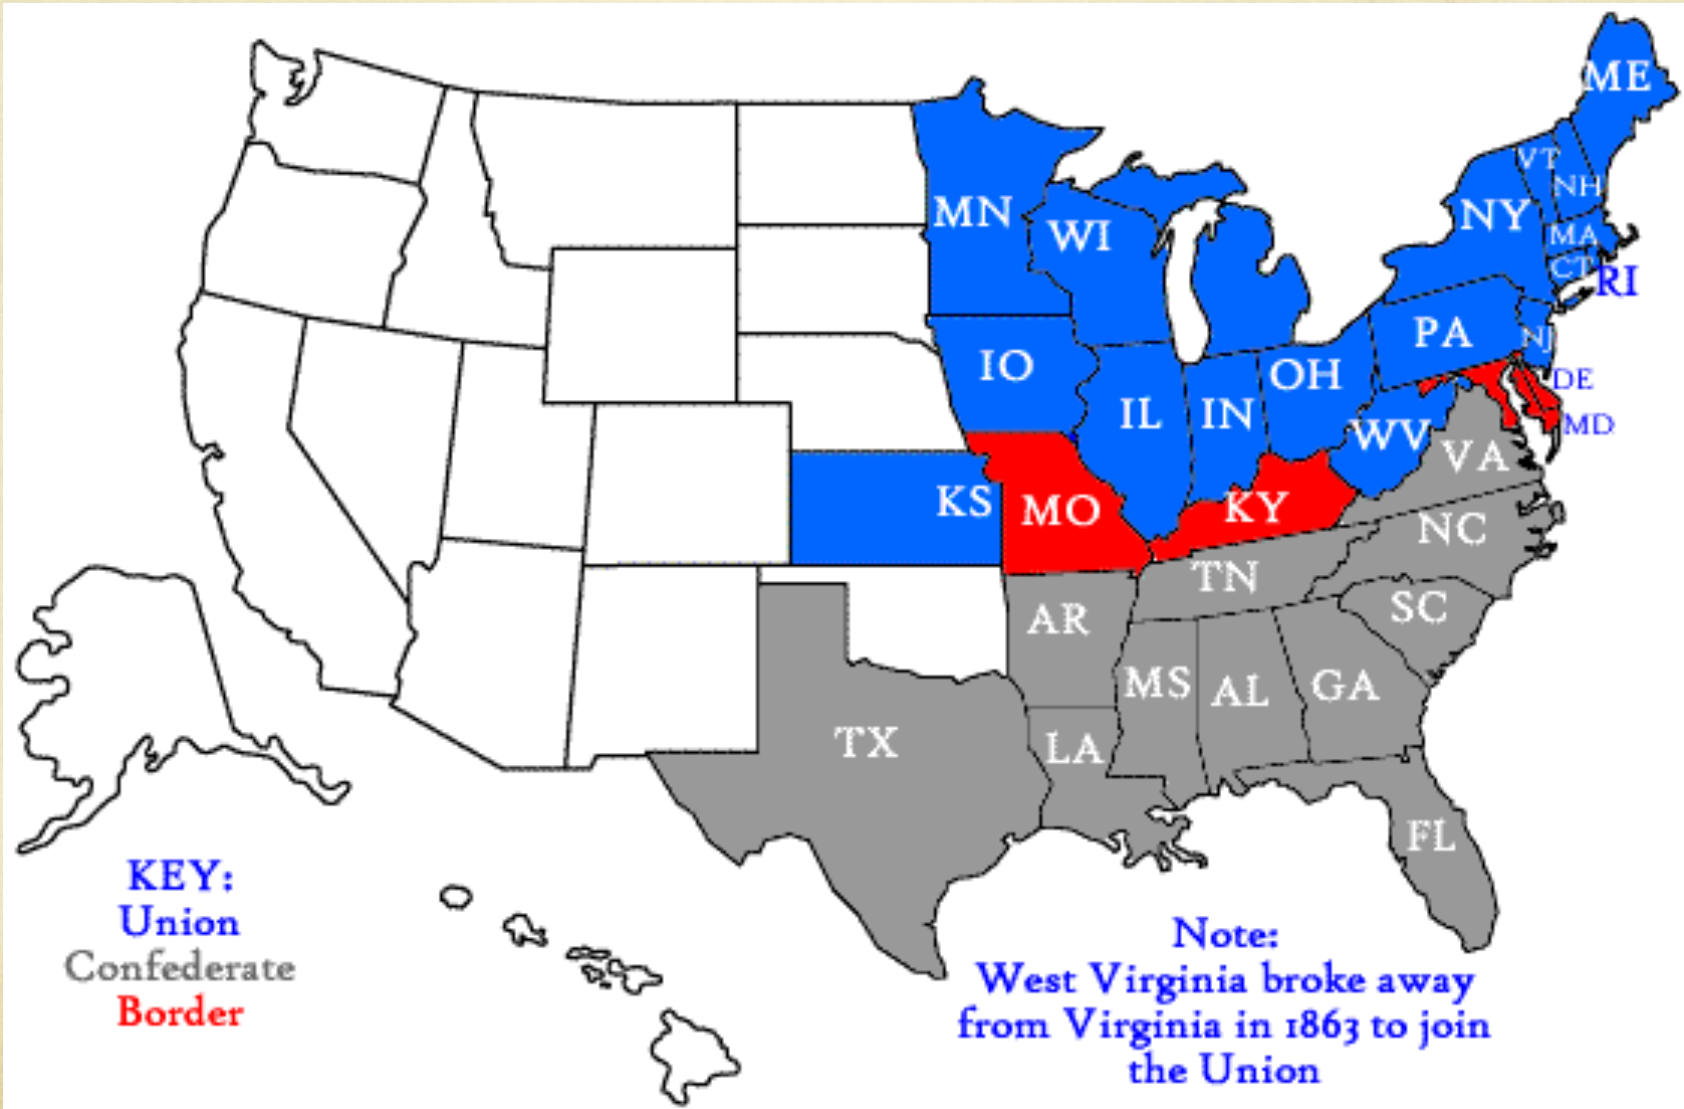 ME
VT
NH
MN
WI
NY
MA
CT
RI
PA
NJ
IO
OH
DE
IL
IN
MD
WV
VA
KS
MO
KY
NC
TN
SC
AR
MS
AL
GA
TX
LA
FL
KEY:
Union
Confederate
Border
Note:
West Virginia broke away
from Virginia in 1863 to join
the Union